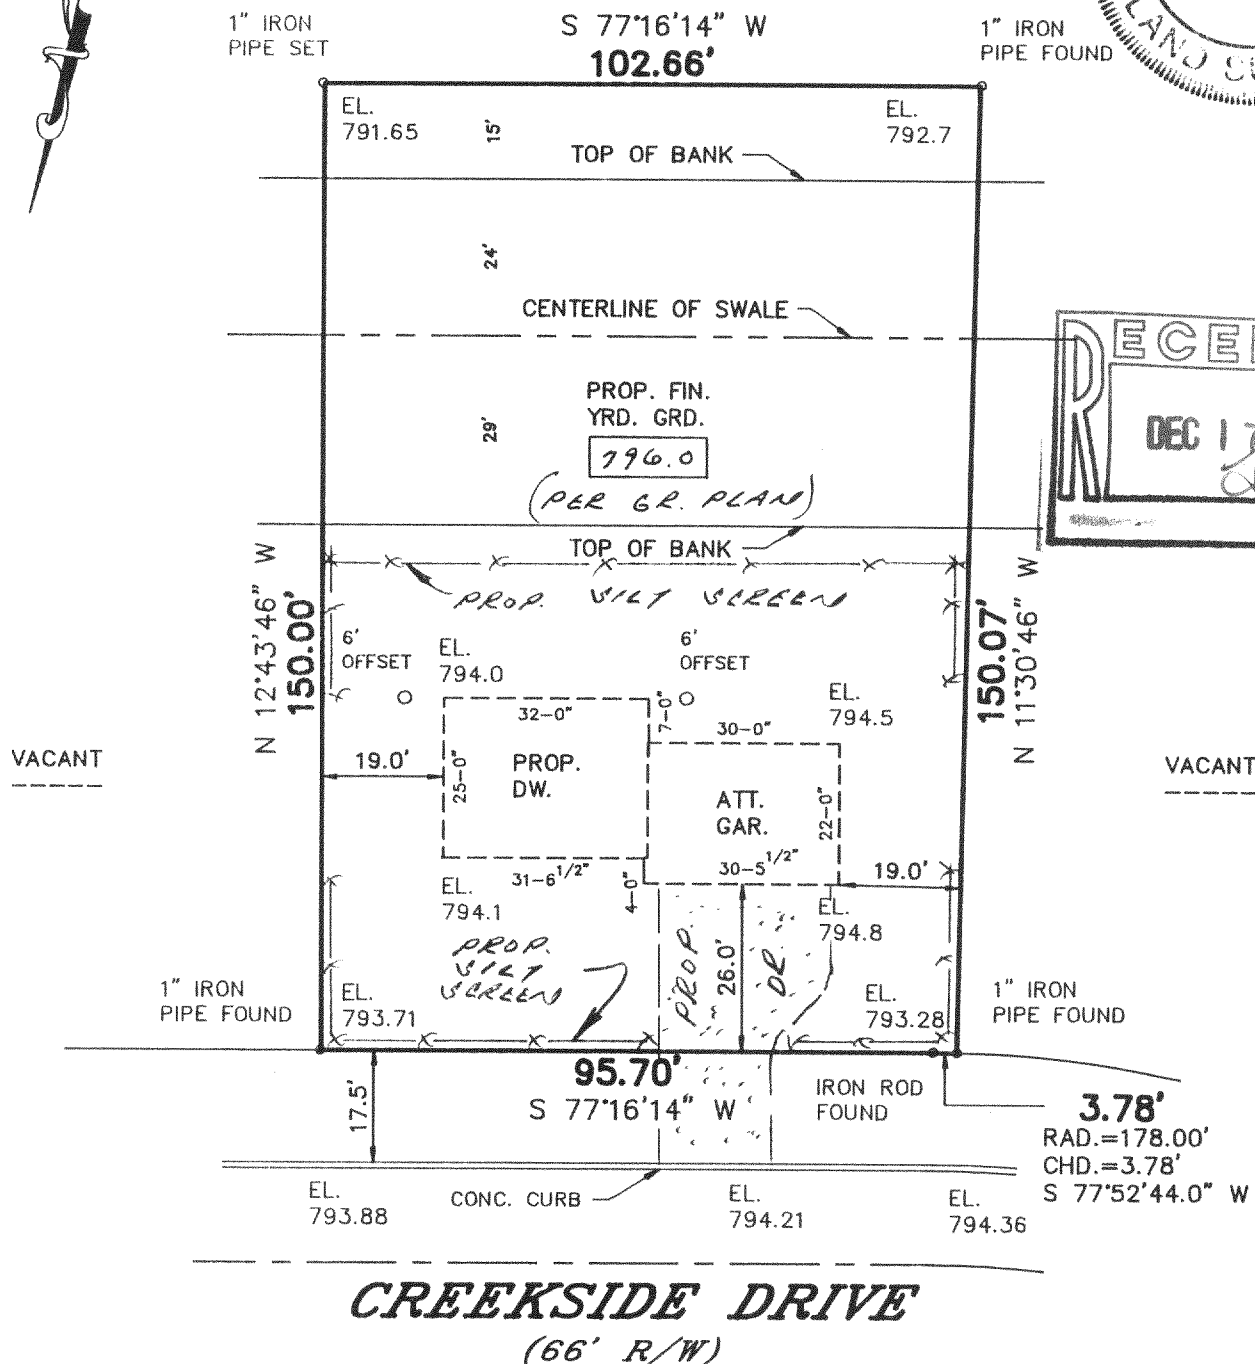 1" IRON
PIPE SET
S 77°16'14" W
102.66'
1" IRON
PIPE FOUND
LAND
EL.
791.65
15'
EL.
792.7
TOP OF BANK
24'
CENTERLINE OF SWALE
PROP. FIN.
YRD. GRD.
29'
796.0
(PER GR. PLAN)
DEC 17
TOP OF BANK
PROP. SILT SCREEN
N 12°43'46" W
150.00'
150.07'
N 11°30'46" W
6'
OFFSET
EL.
794.0
6'
OFFSET
EL.
794.5
32-0"
7-0"
30-0"
VACANT
19.0'
25-0"
PROP.
DW.
ATT.
GAR.
22-0"
VACANT
31-6 1/2"
4-0"
30-5 1/2"
19.0'
EL.
794.1
EL.
794.8
PROP.
SILT
SCREEN
PROP.
26.0'
DR.
1" IRON
PIPE FOUND
EL.
793.71
EL.
793.28
1" IRON
PIPE FOUND
95.70'
S 77°16'14" W
17.5'
IRON ROD
FOUND
3.78'
RAD.=178.00'
CHD.=3.78'
S 77°52'44.0" W
EL.
793.88
CONC. CURB
EL.
794.21
EL.
794.36
CREEKSIDE DRIVE
(66' R/W)